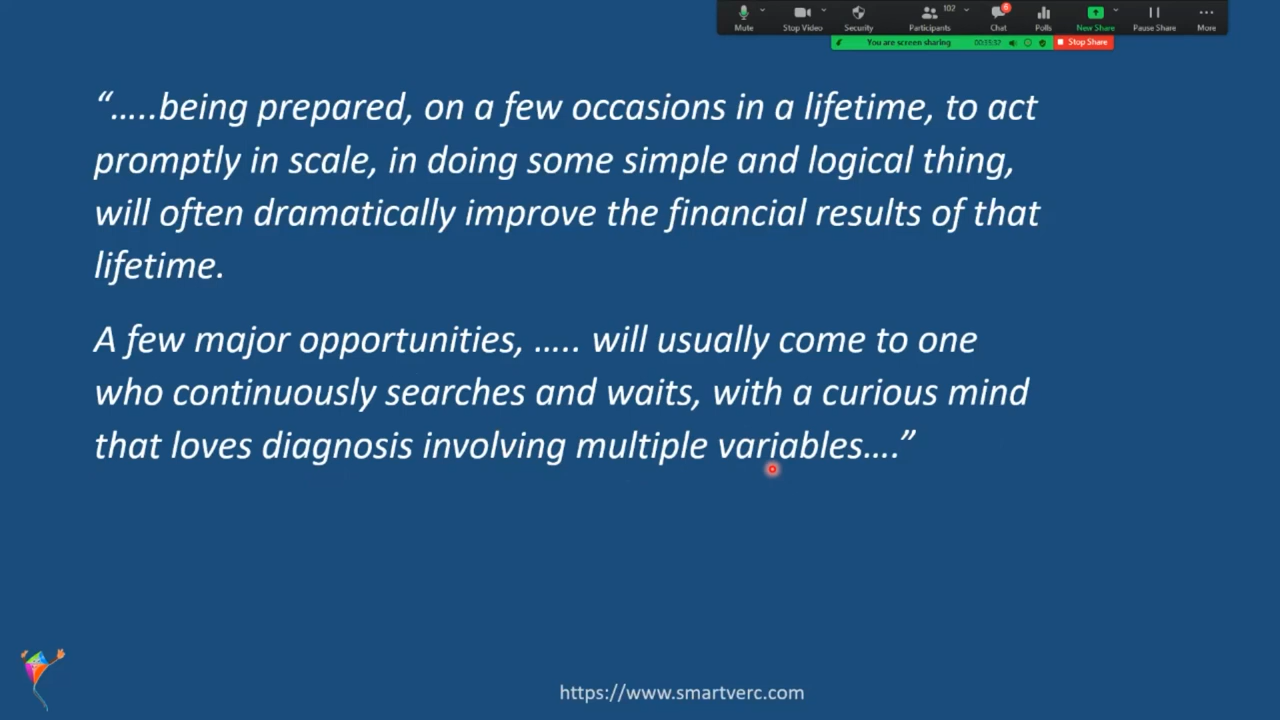 Mute
Stop Video
Security
Participants
102
Chat
6
Polls
New Share
Pause Share
More
You are screen sharing
Stop Share
“…..being prepared, on a few occasions in a lifetime, to act
promptly in scale, in doing some simple and logical thing,
will often dramatically improve the financial results of that
lifetime.
A few major opportunities, ….. will usually come to one
who continuously searches and waits, with a curious mind
that loves diagnosis involving multiple variables….”
https://www.smartverc.com